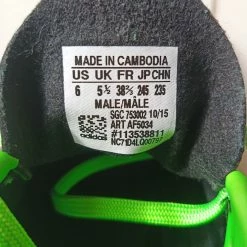 MADE IN CAMBODIA
US UK FR JP CHN
6 5½ 38⅔ 245 235
MALE/MÂLE
SGC 753002 10/15
ART AF5034
#113538811
adidas